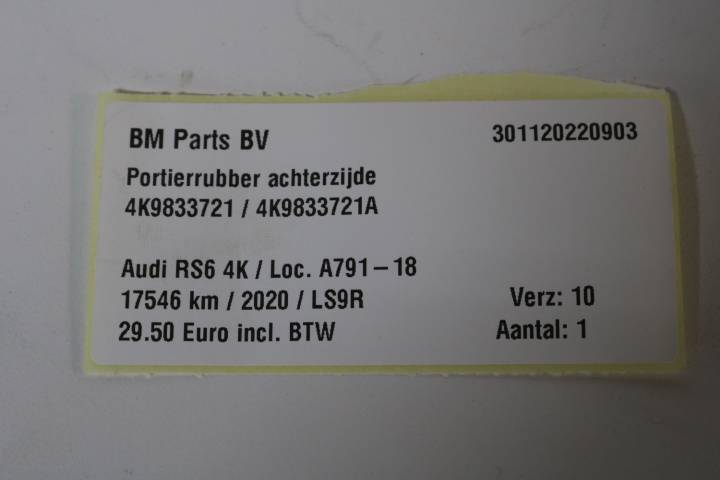 BM Parts BV 301120220903
Portierrubber achterzijde
4K9833721 / 4K9833721A
Audi RS6 4K / Loc. A791-18
17546 km / 2020 / LS9R Verz: 10
29.50 Euro incl. BTW Aantal: 1